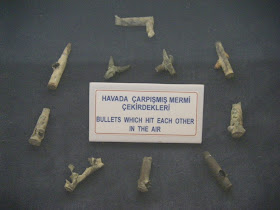 HAVADA ÇARPIŞMIŞ MERMİ
ÇEKİRDEKLERİ
BULLETS WHICH HIT EACH OTHER
IN THE AIR